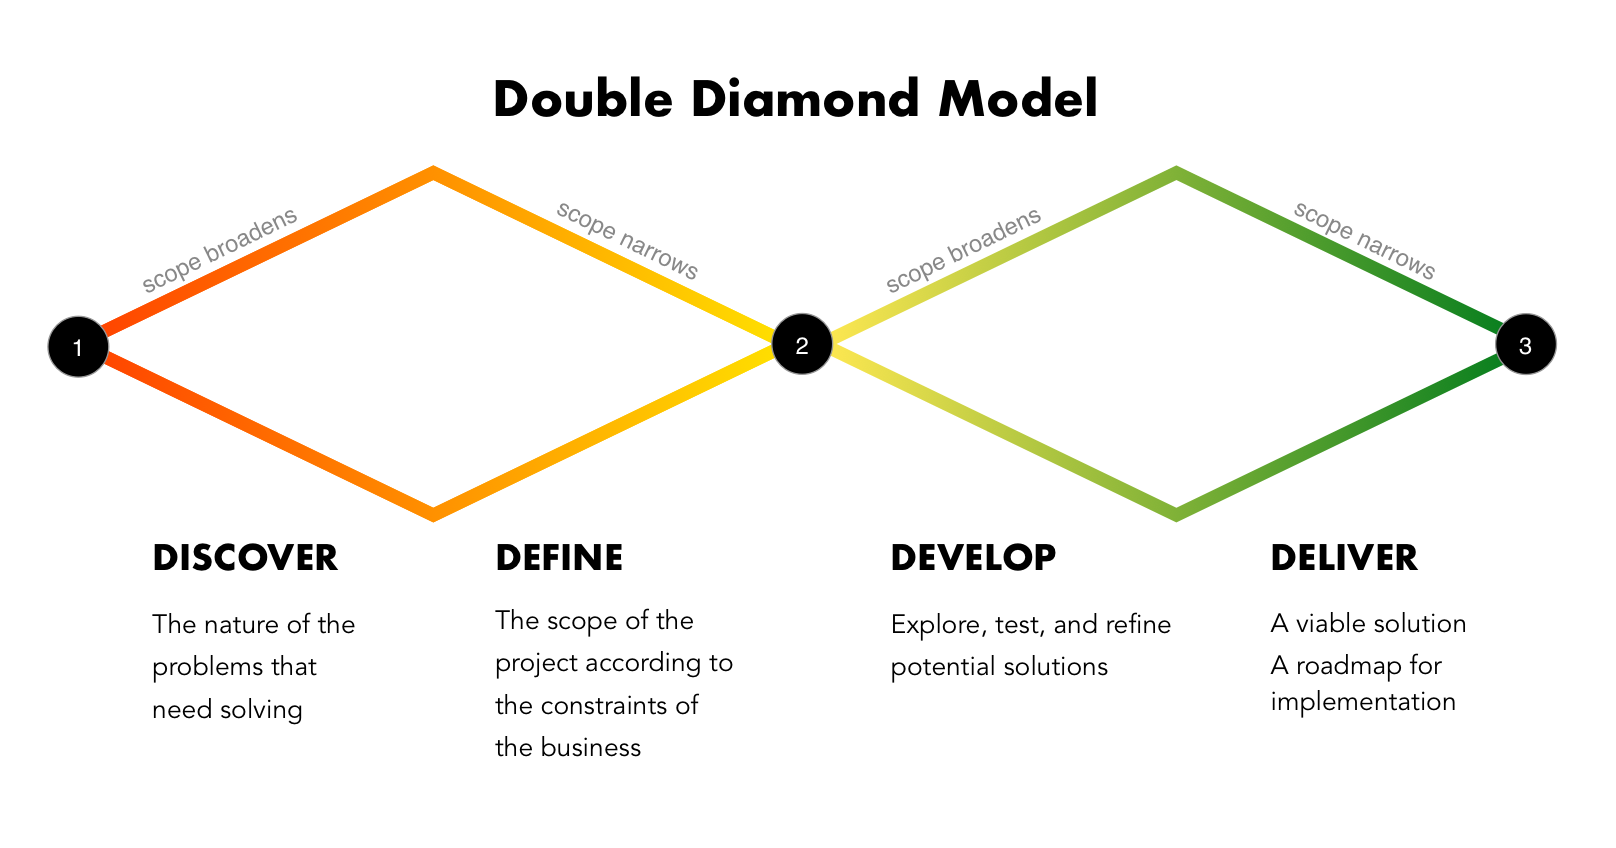 Double Diamond Model
scope broadens
scope narrows
scope broadens
scope narrows
1
2
3
DISCOVER
The nature of the
problems that
need solving
DEFINE
The scope of the
project according to
the constraints of
the business
DEVELOP
Explore, test, and refine
potential solutions
DELIVER
A viable solution
A roadmap for
implementation